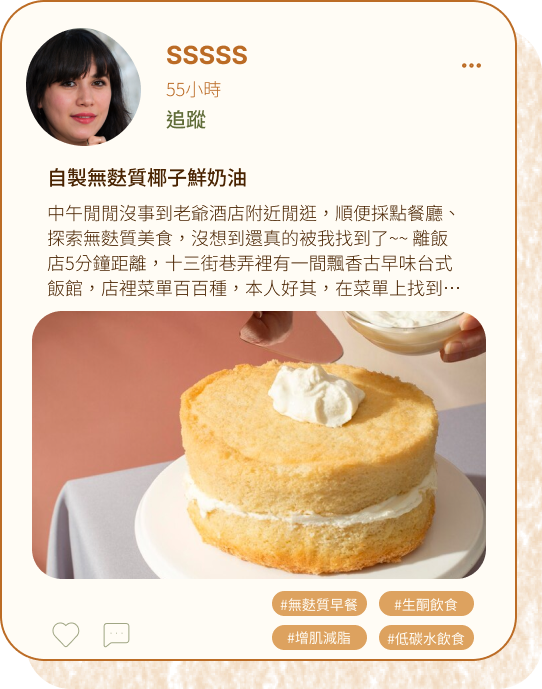 SSSSS
55小時
追蹤
自製無麩質椰子鮮奶油
中午閒閒沒事到老爺酒店附近閒逛，順便採點餐廳、
探索無麩質美食，沒想到還真的被我找到了~~ 離飯
店5分鐘距離，十三街巷弄裡有一間飄香古早味台式
飯館，店裡菜單百百種，本人好其，在菜單上找到⋯
#無麩質早餐
#生酮飲食
#增肌減脂
#低碳水飲食